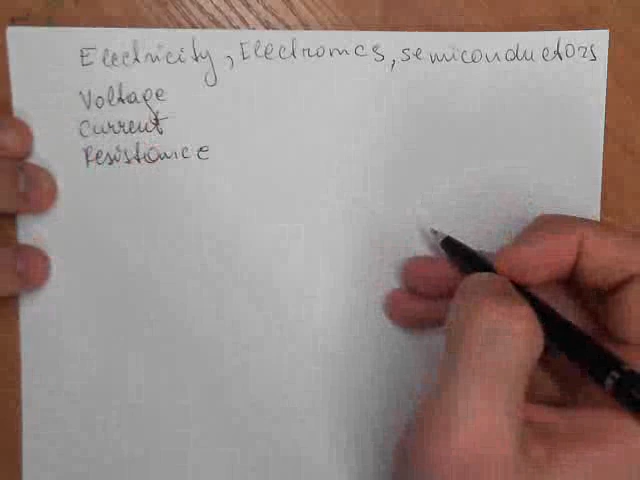 Electricity, Electronics, semiconductors
Voltage
Current
Resistance